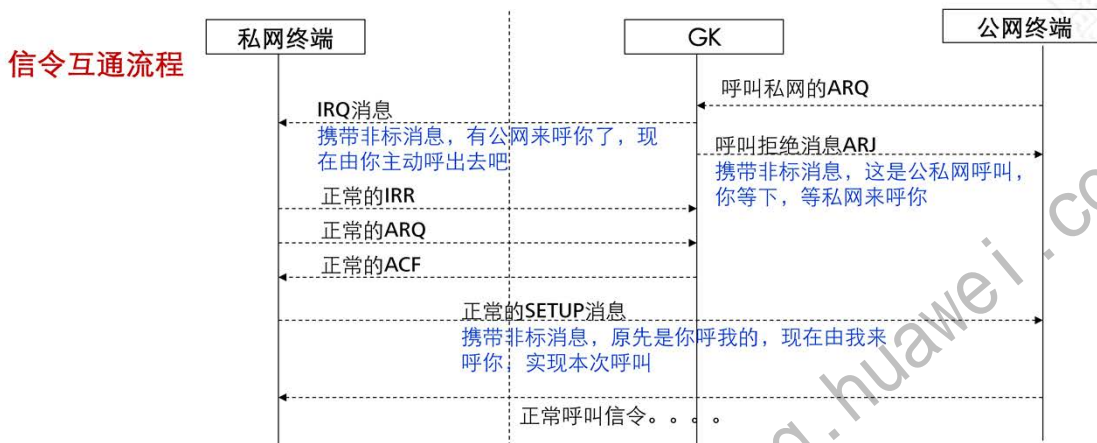 私网终端
GK
公网终端
信令互通流程
呼叫私网的ARQ
IRQ消息
携带非标消息，有公网来呼你了，现
在由你主动呼出去吧
呼叫拒绝消息ARJ
携带非标消息，这是公私网呼叫，
你等下，等私网来呼你
正常的IRR
正常的ARQ
正常的ACF
正常的SETUP消息
携带非标消息，原先是你呼我的，现在由我来
呼你，实现本次呼叫
正常呼叫信令。。。。
g.huawei.co